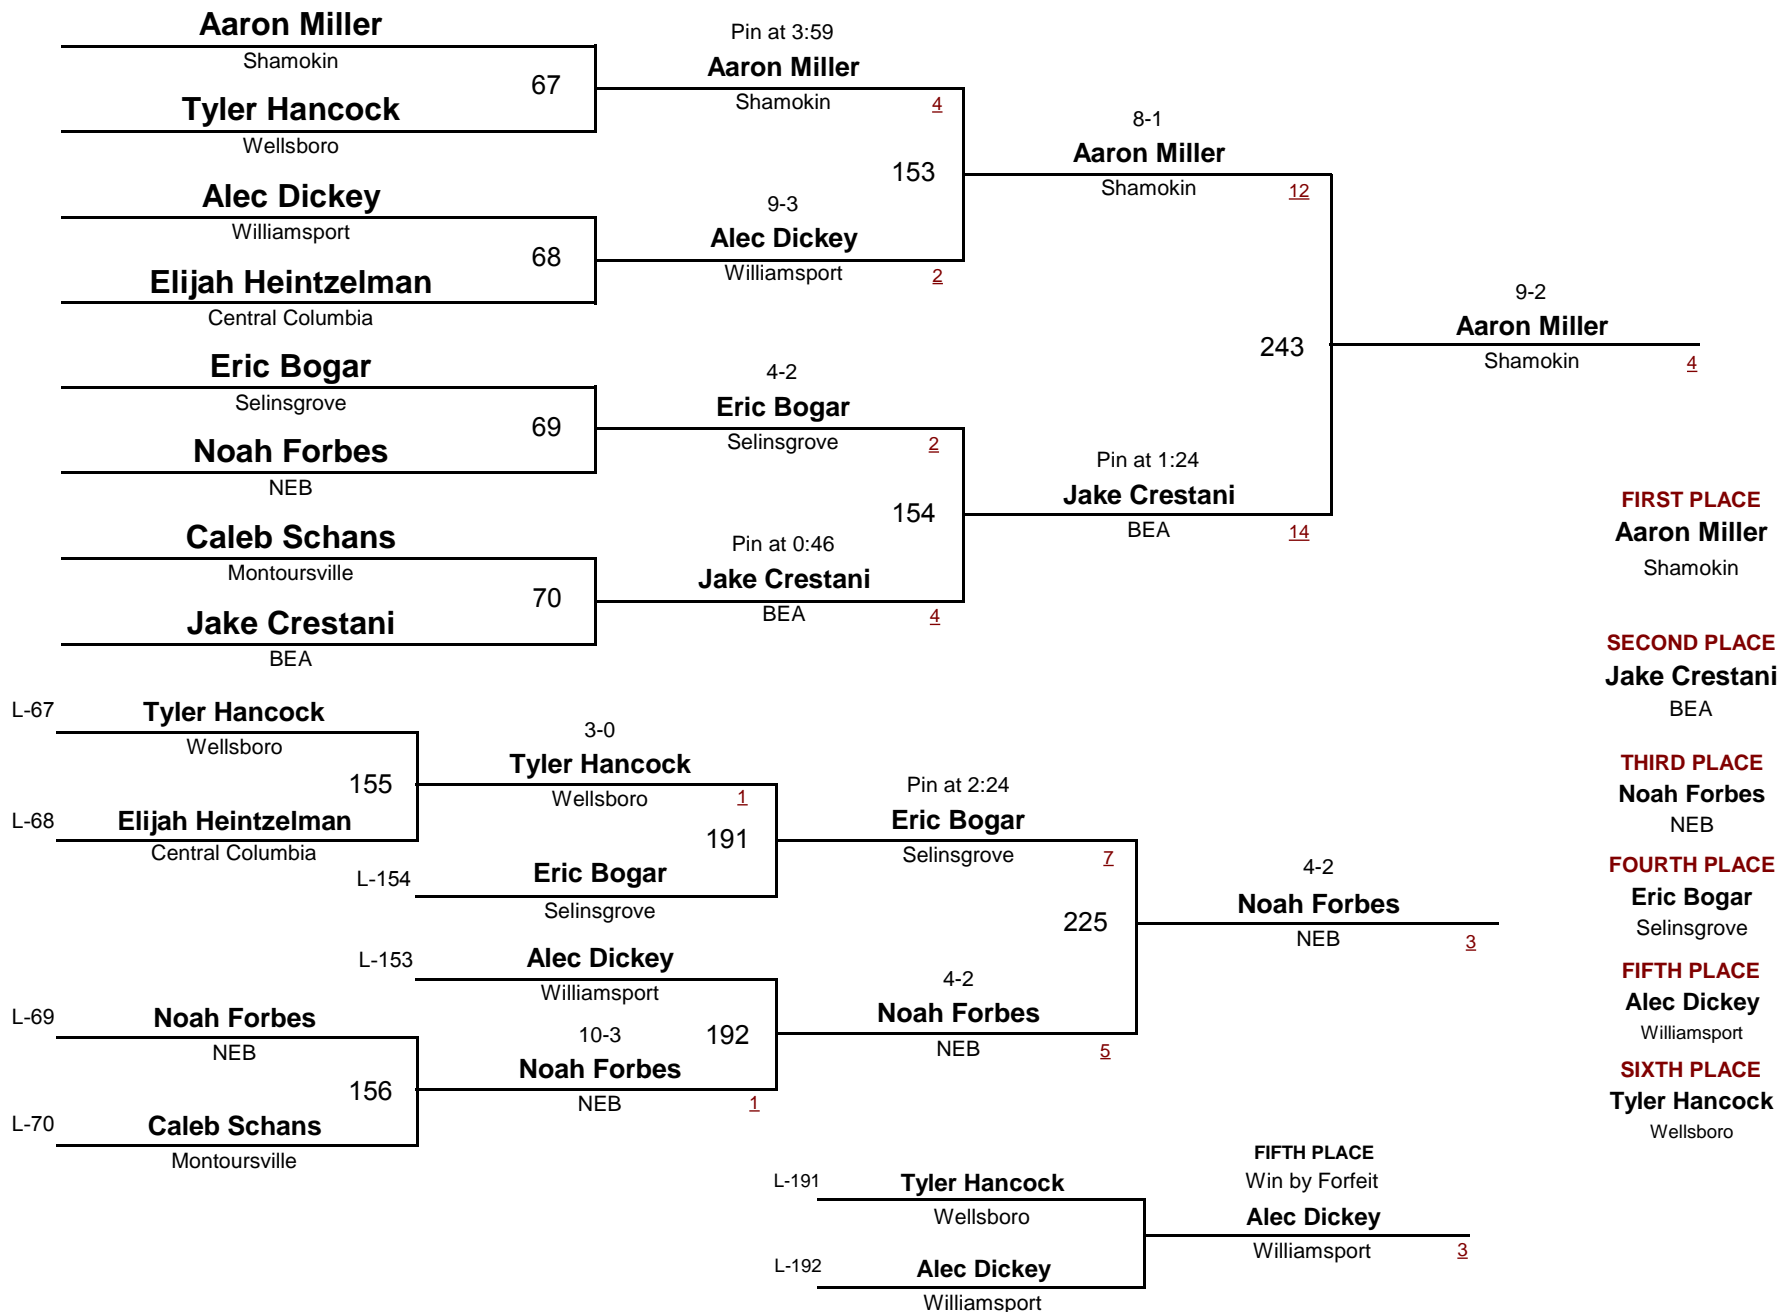 Aaron Miller
Shamokin
67
Tyler Hancock
Wellsboro
Alec Dickey
Williamsport
68
Elijah Heintzelman
Central Columbia
Eric Bogar
Selinsgrove
69
Noah Forbes
NEB
Caleb Schans
Montoursville
70
Jake Crestani
BEA
Pin at 3:59
Aaron Miller
Shamokin
4
153
9-3
Alec Dickey
Williamsport
2
4-2
Eric Bogar
Selinsgrove
2
154
Pin at 0:46
Jake Crestani
BEA
4
8-1
Aaron Miller
Shamokin
12
243
Pin at 1:24
Jake Crestani
BEA
14
9-2
Aaron Miller
Shamokin
4
FIRST PLACE
Aaron Miller
Shamokin
SECOND PLACE
Jake Crestani
BEA
THIRD PLACE
Noah Forbes
NEB
FOURTH PLACE
Eric Bogar
Selinsgrove
FIFTH PLACE
Alec Dickey
Williamsport
SIXTH PLACE
Tyler Hancock
Wellsboro
L-67
Tyler Hancock
Wellsboro
155
L-68
Elijah Heintzelman
Central Columbia
3-0
Tyler Hancock
Wellsboro
1
191
L-154
Eric Bogar
Selinsgrove
L-153
Alec Dickey
Williamsport
L-69
Noah Forbes
NEB
156
L-70
Caleb Schans
Montoursville
10-3
192
Noah Forbes
NEB
1
Pin at 2:24
Eric Bogar
Selinsgrove
7
225
4-2
Noah Forbes
NEB
5
4-2
Noah Forbes
NEB
3
L-191
Tyler Hancock
Wellsboro
L-192
Alec Dickey
Williamsport
FIFTH PLACE
Win by Forfeit
Alec Dickey
Williamsport
3